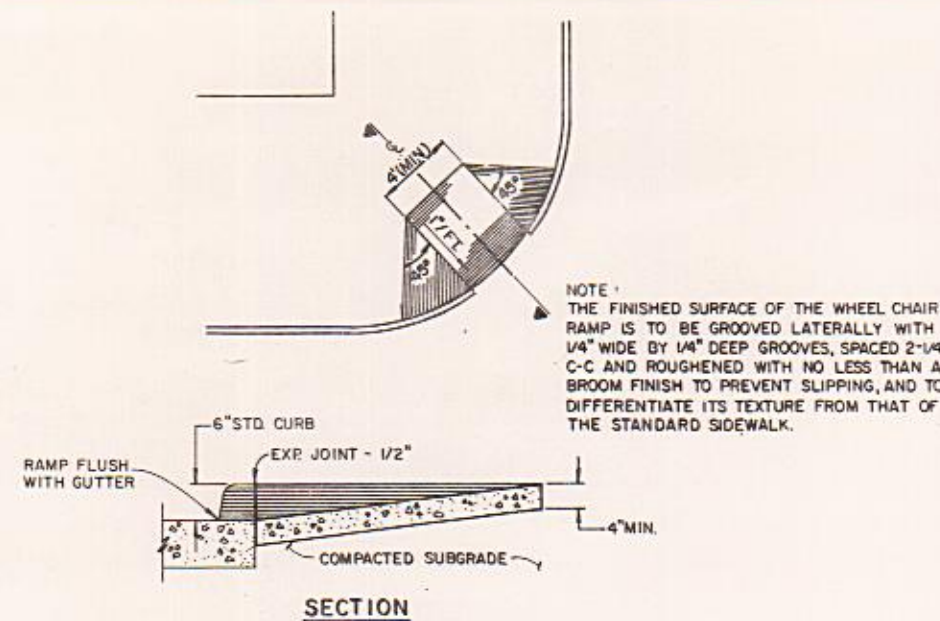 ℄
4'(MIN)
45°
1"/FT.
45°
NOTE:
THE FINISHED SURFACE OF THE WHEEL CHAIR
RAMP IS TO BE GROOVED LATERALLY WITH
1/4" WIDE BY 1/4" DEEP GROOVES, SPACED 2-1/4
C-C AND ROUGHENED WITH NO LESS THAN A
BROOM FINISH TO PREVENT SLIPPING, AND TO
DIFFERENTIATE ITS TEXTURE FROM THAT OF
THE STANDARD SIDEWALK.
6" STD. CURB
EXP. JOINT - 1/2"
RAMP FLUSH
WITH GUTTER
4" MIN.
COMPACTED SUBGRADE
SECTION